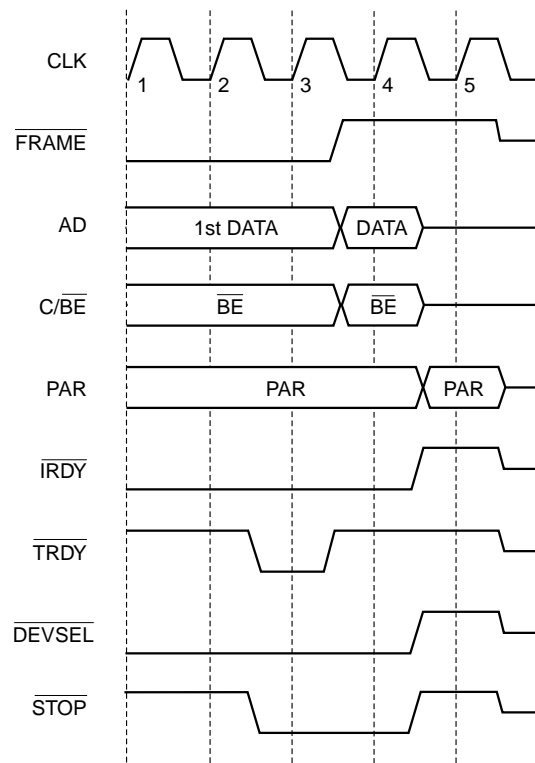 CLK
1 2 3 4 5
FRAME
AD 1st DATA DATA
C/BE BE BE
PAR PAR PAR
IRDY
TRDY
DEVSEL
STOP